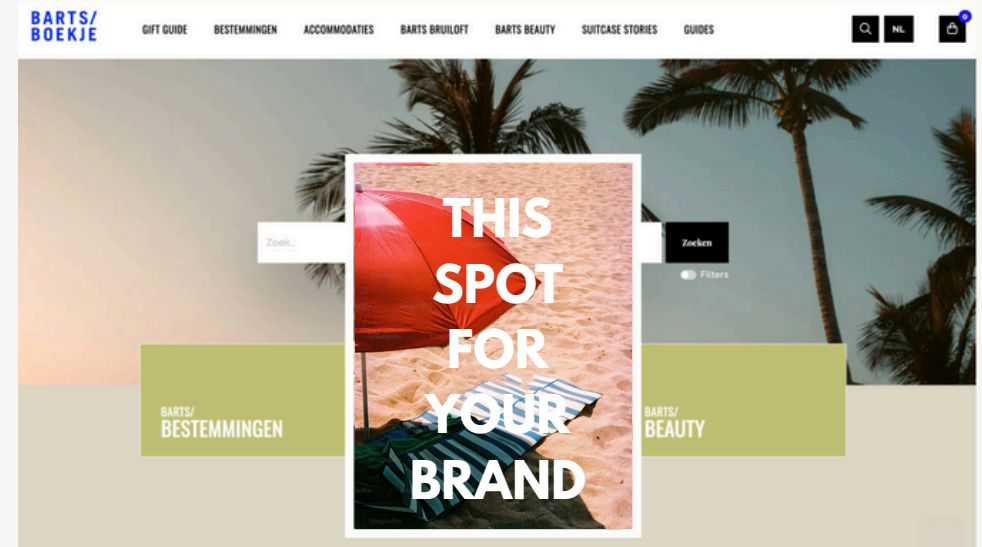 BARTS/
BOEKJE
GIFT GUIDE
BESTEMMINGEN
ACCOMMODATIES
BARTS BRUILOFT
BARTS BEAUTY
SUITCASE STORIES
GUIDES
NL
0
Zoek...
Zoeken
Filters
THIS
SPOT
FOR
YOUR
BRAND
BARTS/
BESTEMMINGEN
BARTS/
BEAUTY